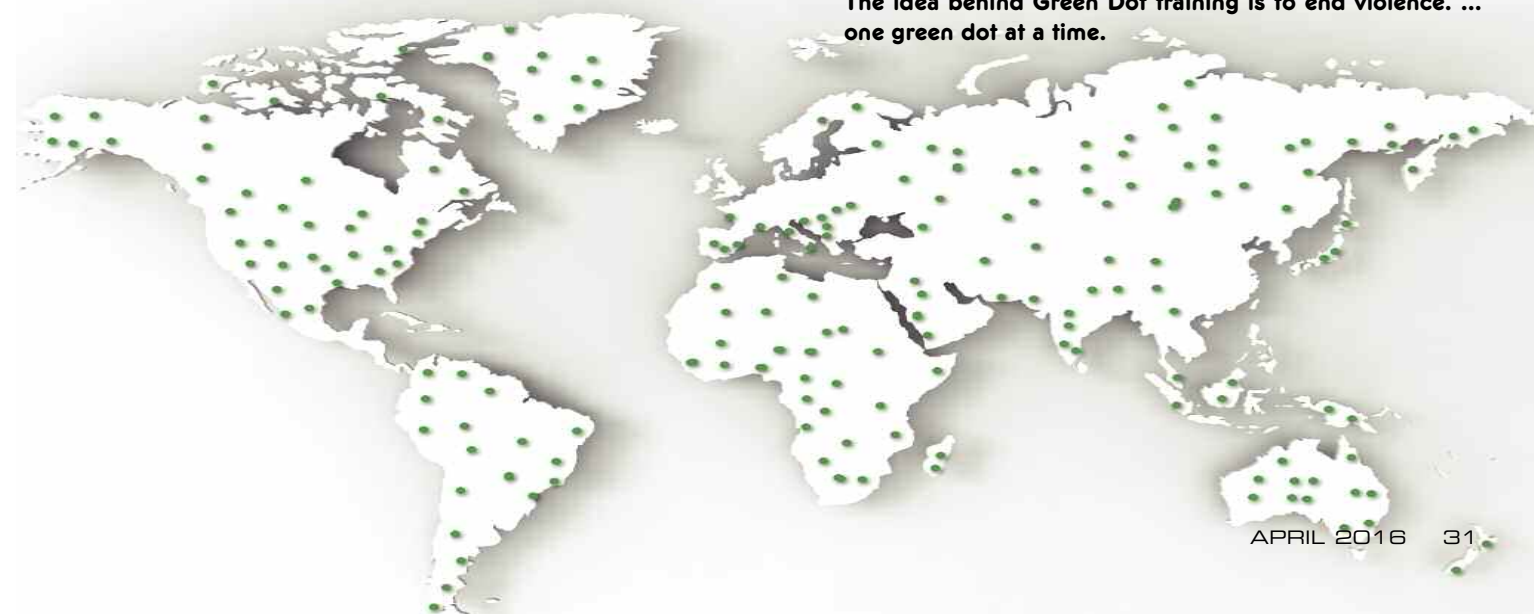 The idea behind Green Dot training is to end violence. ...
one green dot at a time.
APRIL 2016 31